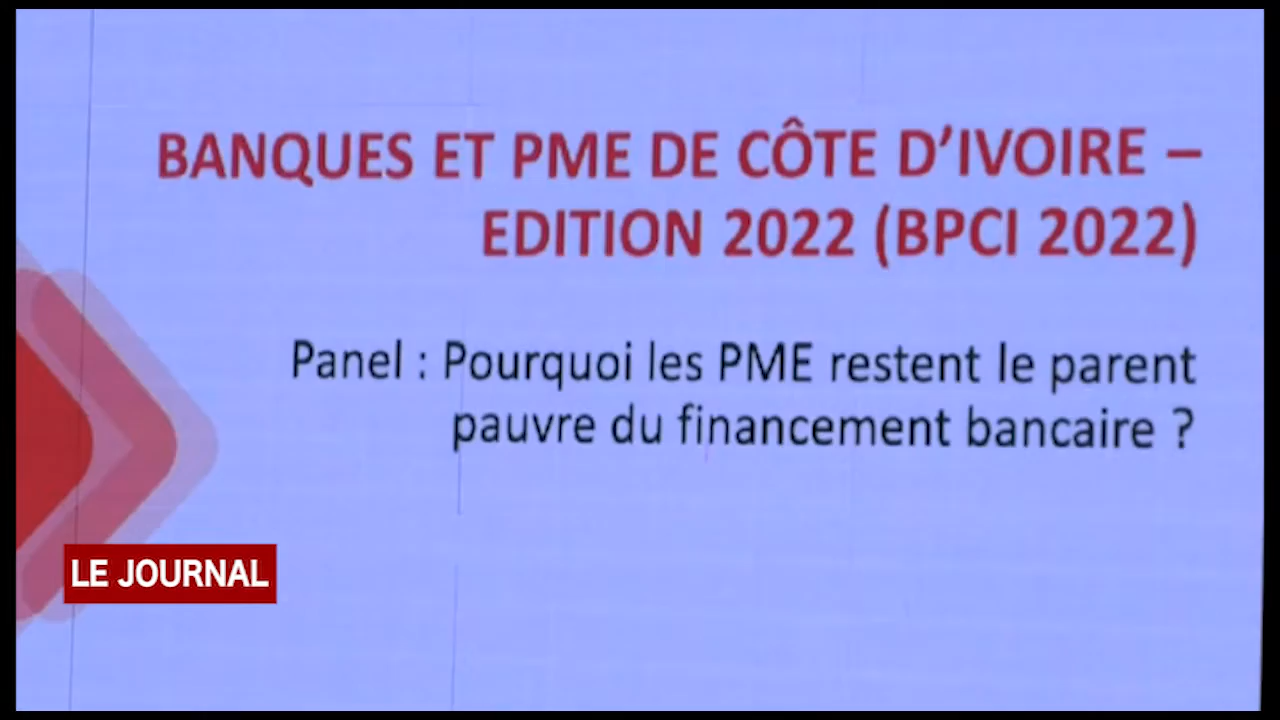 BANQUES ET PME DE CÔTE D'IVOIRE –
EDITION 2022 (BPCI 2022)
Panel : Pourquoi les PME restent le parent
pauvre du financement bancaire ?
LE JOURNAL